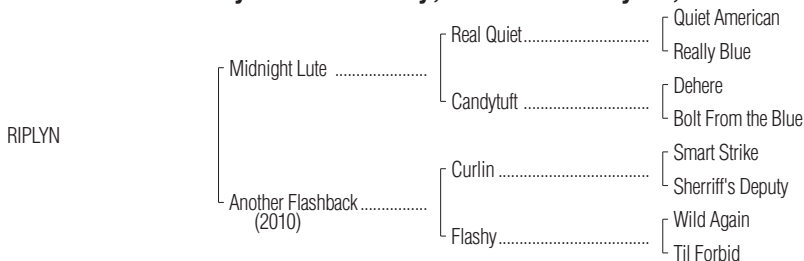 Quiet American
Real Quiet..............................
Really Blue
Midnight Lute ......................
Dehere
Candytuft ..............................
Bolt From the Blue
RIPLYN
Smart Strike
Curlin ....................................
Sherriff's Deputy
Another Flashback................
(2010)
Wild Again
Flashy....................................
Til Forbid